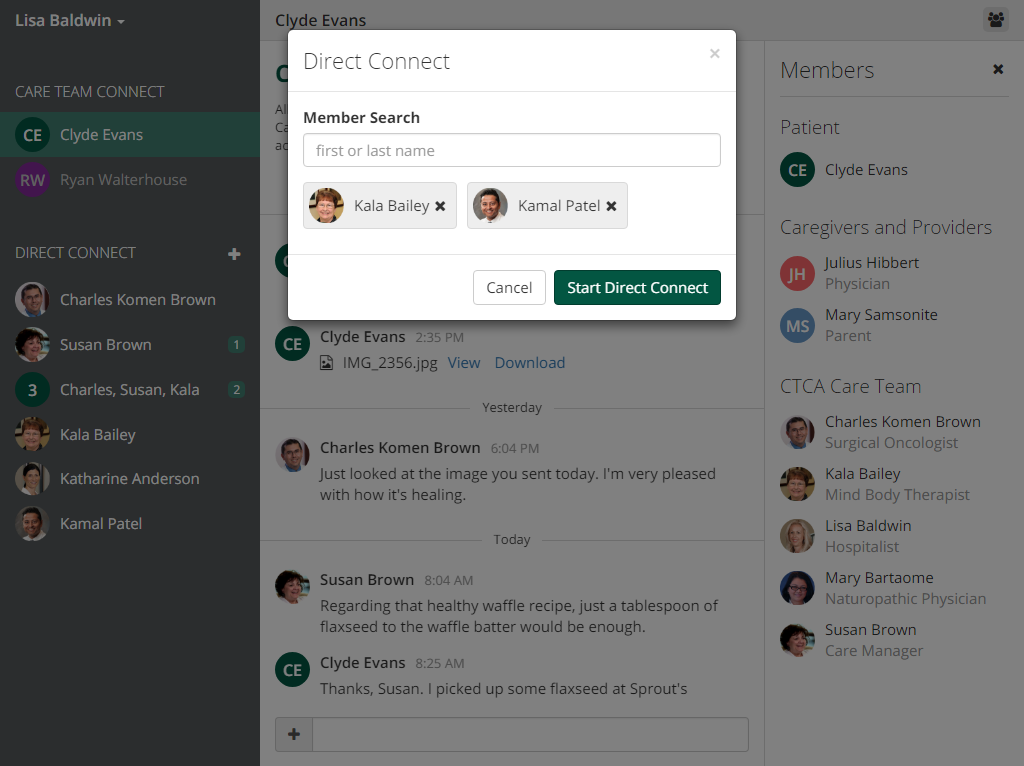 Lisa Baldwin
CARE TEAM CONNECT
CE Clyde Evans
RW Ryan Walterhouse
DIRECT CONNECT +
Charles Komen Brown
Susan Brown 1
3 Charles, Susan, Kala 2
Kala Bailey
Katharine Anderson
Kamal Patel
Clyde Evans
Direct Connect ×
Member Search
first or last name
Kala Bailey ✖
Kamal Patel ✖
Cancel
Start Direct Connect
CE Clyde Evans 2:35 PM
IMG_2356.jpg View Download
Yesterday
Charles Komen Brown 6:04 PM
Just looked at the image you sent today. I'm very pleased
with how it's healing.
Today
Susan Brown 8:04 AM
Regarding that healthy waffle recipe, just a tablespoon of
flaxseed to the waffle batter would be enough.
CE Clyde Evans 8:25 AM
Thanks, Susan. I picked up some flaxseed at Sprout's
+
Members ✖
Patient
CE Clyde Evans
Caregivers and Providers
JH Julius Hibbert
Physician
MS Mary Samsonite
Parent
CTCA Care Team
Charles Komen Brown
Surgical Oncologist
Kala Bailey
Mind Body Therapist
Lisa Baldwin
Hospitalist
Mary Bartaome
Naturopathic Physician
Susan Brown
Care Manager